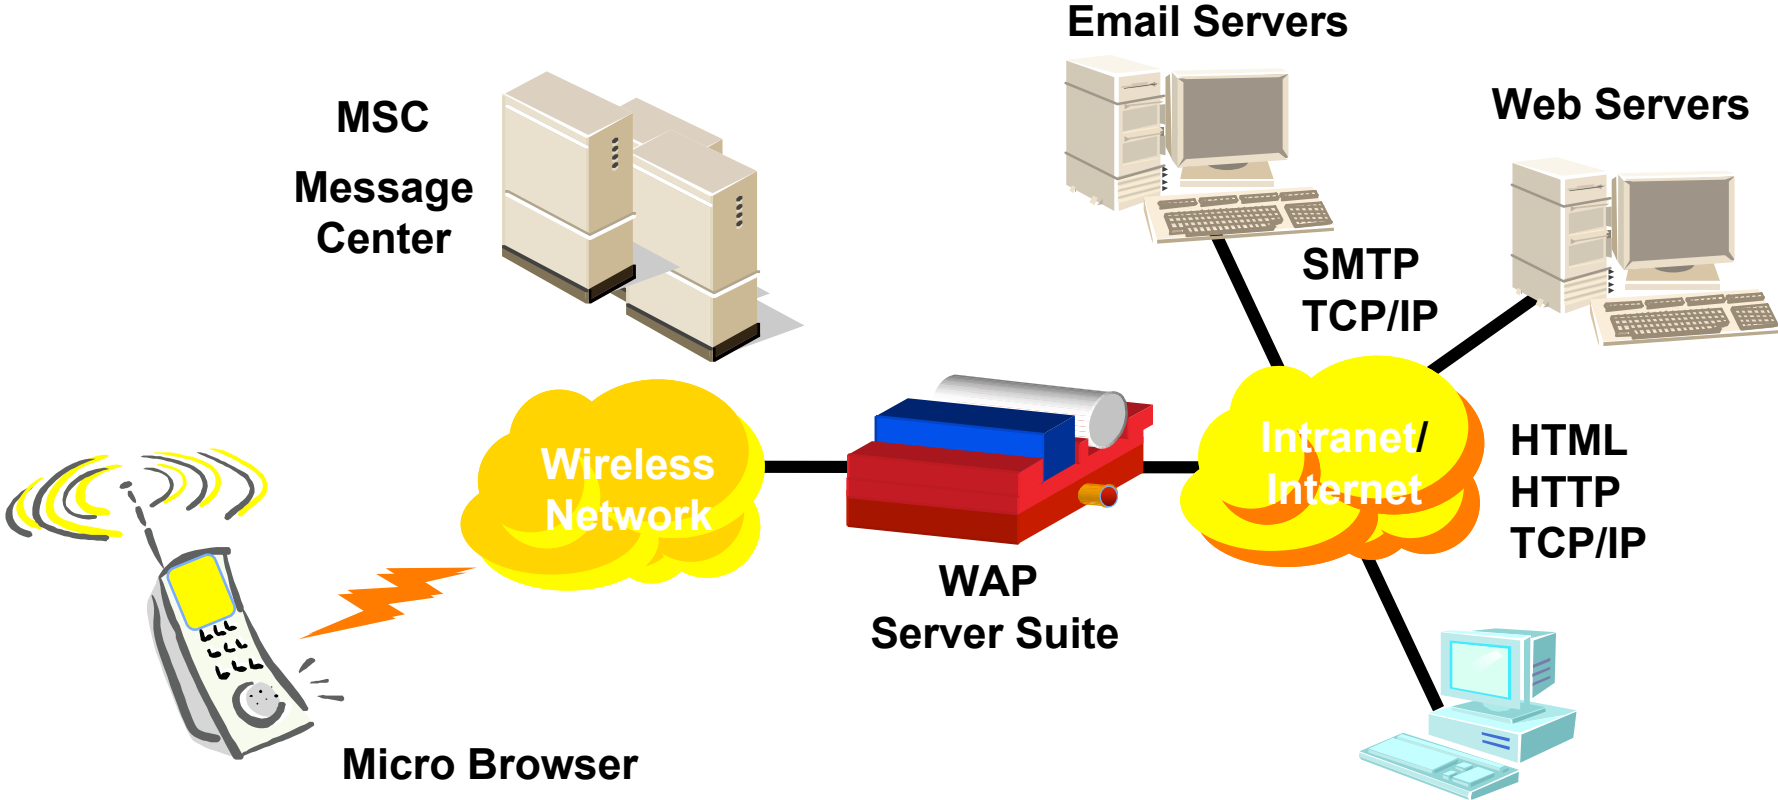 Email Servers
Web Servers
MSC
Message
Center
SMTP
TCP/IP
Wireless
Network
Intranet/
Internet
HTML
HTTP
TCP/IP
WAP
Server Suite
Micro Browser